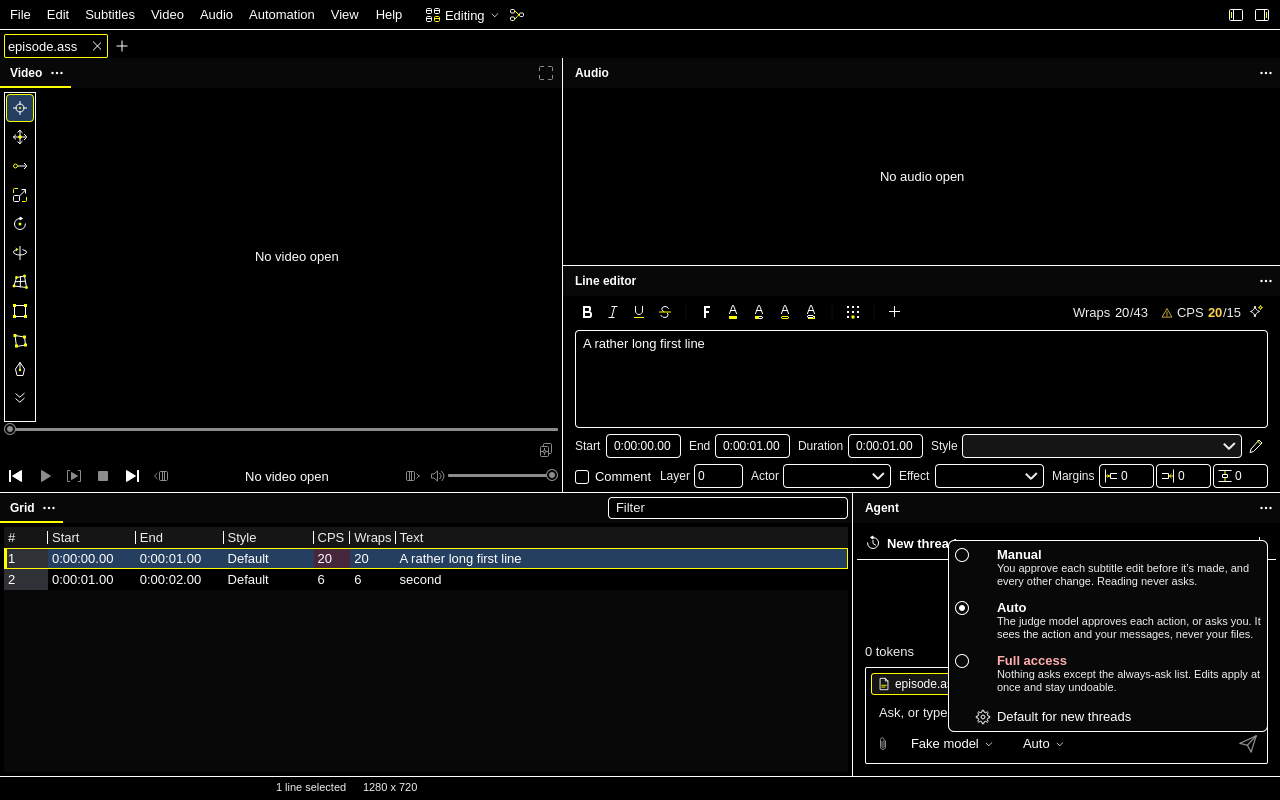 File Edit Subtitles Video Audio Automation View Help Editing
episode.ass
Video
Audio
No video open
No audio open
Line editor
Wraps 20/43 CPS 20/15
A rather long first line
Start 0:00:00.00 End 0:00:01.00 Duration 0:00:01.00 Style
Comment Layer 0 Actor Effect Margins 0 0 0
No video open
Grid
Filter
# Start End Style CPS Wraps Text
1 0:00:00.00 0:00:01.00 Default 20 20 A rather long first line
2 0:00:01.00 0:00:02.00 Default 6 6 second
Agent
New threa
Manual
You approve each subtitle edit before it's made, and
every other change. Reading never asks.
Auto
The judge model approves each action, or asks you. It
sees the action and your messages, never your files.
Full access
Nothing asks except the always-ask list. Edits apply at
once and stay undoable.
Default for new threads
0 tokens
episode.as
Ask, or type
Fake model Auto
1 line selected 1280 x 720